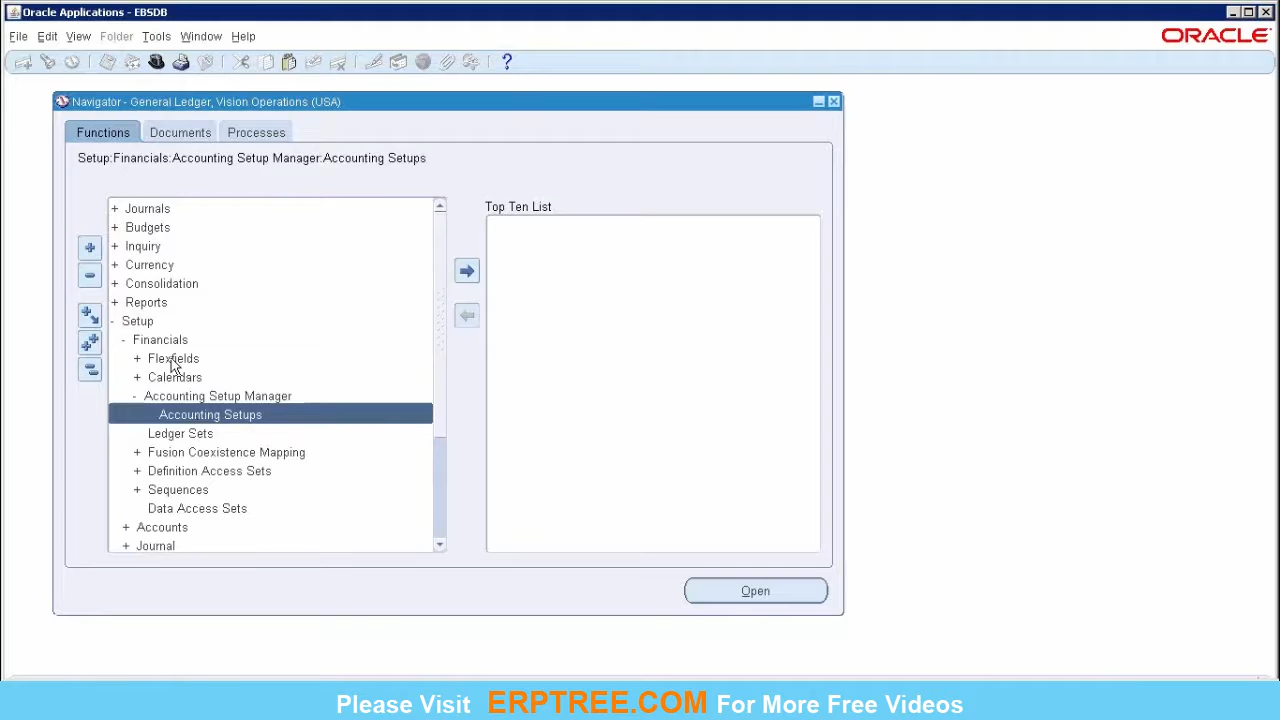 Oracle Applications - EBSDB
File Edit View Folder Tools Window Help
ORACLE
Navigator - General Ledger, Vision Operations (USA)
Functions Documents Processes
Setup:Financials:Accounting Setup Manager:Accounting Setups
Top Ten List
+ Journals
+ Budgets
+ Inquiry
+ Currency
+ Consolidation
+ Reports
- Setup
- Financials
+ Flexfields
+ Calendars
- Accounting Setup Manager
Accounting Setups
Ledger Sets
+ Fusion Coexistence Mapping
+ Definition Access Sets
+ Sequences
Data Access Sets
+ Accounts
+ Journal
Open
Please Visit ERPTREE.COM For More Free Videos